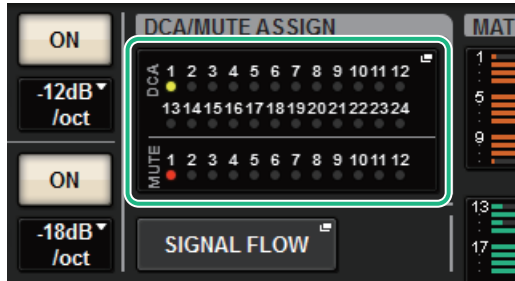 ON
-12dB
/oct
ON
-18dB
/oct
DCA/MUTE ASSIGN
DCA
1 2 3 4 5 6 7 8 9 10 11 12
13 14 15 16 17 18 19 20 21 22 23 24
MUTE
1 2 3 4 5 6 7 8 9 10 11 12
SIGNAL FLOW
MAT
1
5
9
13
17